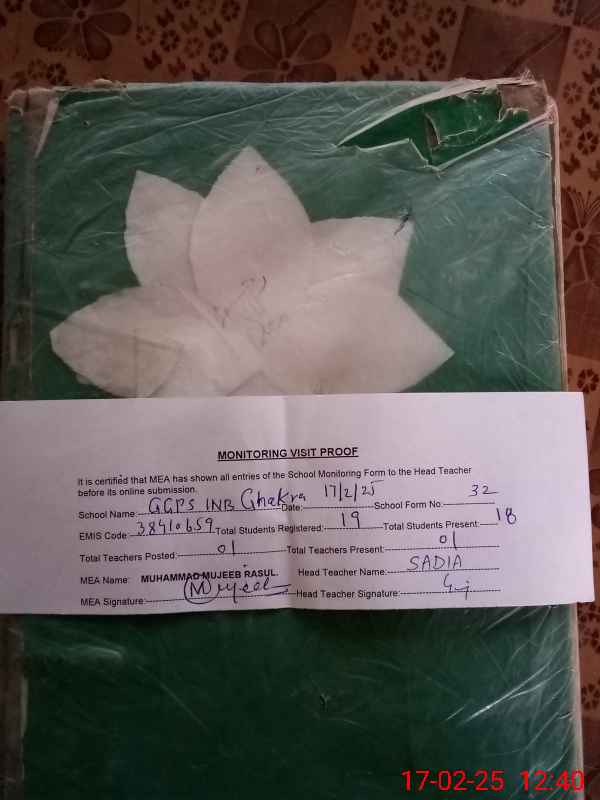 MONITORING VISIT PROOF
It is certified that MEA has shown all entries of the School Monitoring Form to the Head Teacher
before its online submission.
School Name: GGPS INB Ghakra Date: 17/2/25 School Form No: 32
EMIS Code: 38410659 Total Students Registered: 19 Total Students Present: 18
Total Teachers Posted: 01 Total Teachers Present: 01
MEA Name: MUHAMMAD MUJEEB RASUL Head Teacher Name: SADIA
MEA Signature: Mujeeb Head Teacher Signature:
17-02-25 12:40